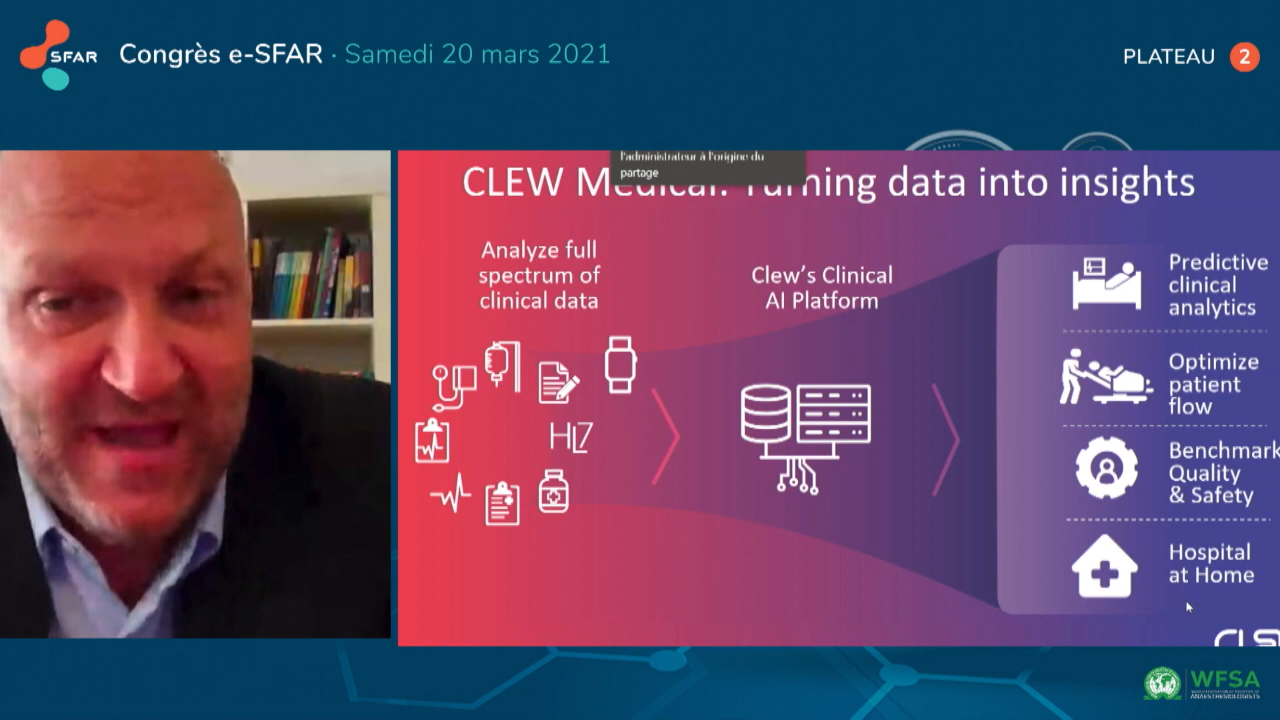 SFAR
Congrès e-SFAR · Samedi 20 mars 2021
PLATEAU 2
l'administrateur à l'origine du
partage
CLEW Medical: Turning data into insights
Analyze full
spectrum of
clinical data
HL7
Clew's Clinical
AI Platform
Predictive
clinical
analytics
Optimize
patient
flow
Benchmark
Quality
& Safety
Hospital
at Home
WFSA